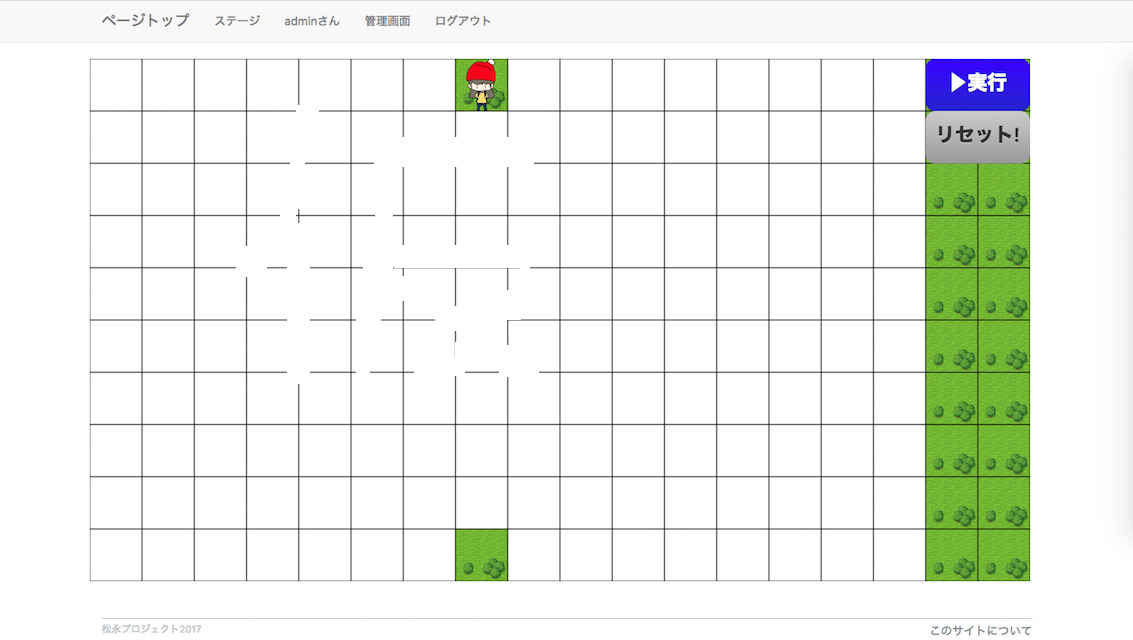 ページトップ ステージ adminさん 管理画面 ログアウト
▶実行
リセット!
松永プロジェクト2017
このサイトについて